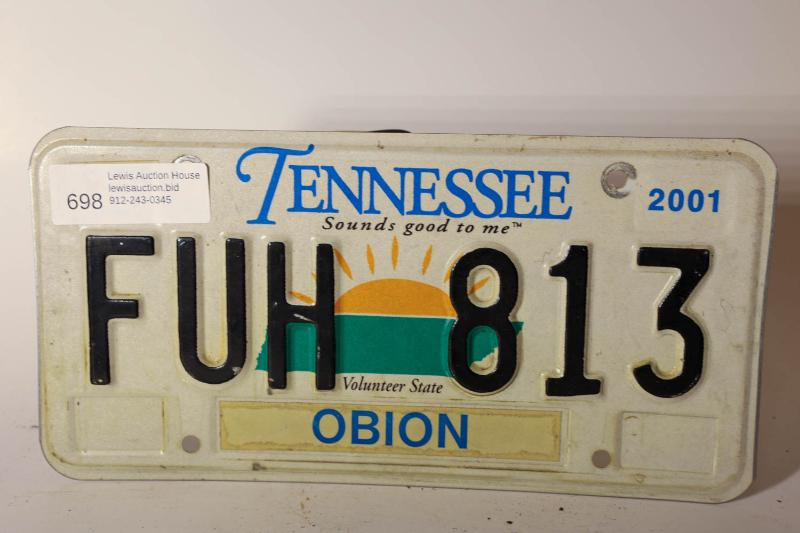 698
Lewis Auction House
lewisauction.bid
912-243-0345
TENNESSEE
Sounds good to me™
2001
FUH 813
Volunteer State
OBION